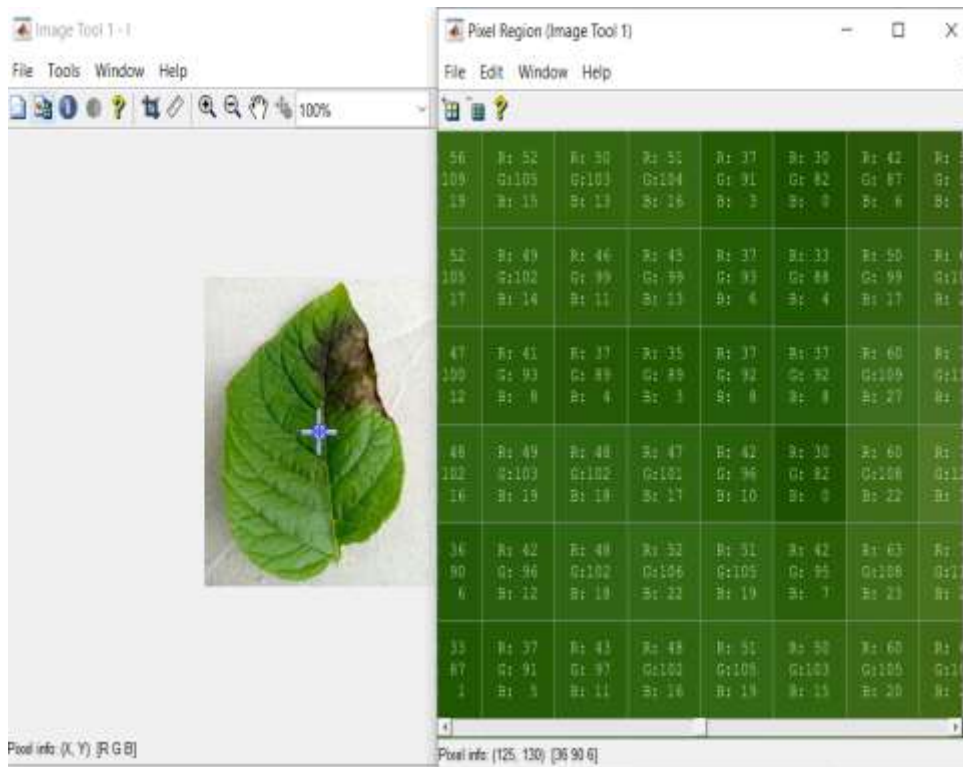 Image Tool 1 - I
File Tools Window Help
100%
Pixel info: (X, Y) [R G B]
Pixel Region (Image Tool 1)
File Edit Window Help
56 R: 52 R: 50 R: 51 R: 37 R: 30 R: 42 R:
109 G:105 G:103 G:104 G: 91 G: 82 G: 87 G:
19 B: 15 B: 13 B: 16 B: 3 B: 0 B: 6 B:
52 R: 49 R: 46 R: 45 R: 37 R: 33 R: 50 R:
105 G:102 G: 99 G: 99 G: 93 G: 88 G: 99
17 B: 14 B: 11 B: 13 B: 6 B: 4 B: 17 B:
47 R: 41 R: 37 R: 35 R: 37 R: 37 R: 60 R:
100 G: 93 G: 89 G: 89 G: 92 G: 92 G:109
12 B: 8 B: 4 B: 3 B: 8 B: 8 B: 27 B:
48 R: 49 R: 48 R: 47 R: 42 R: 30 R: 60 R:
102 G:103 G:102 G:101 G: 96 G: 82 G:108
16 B: 19 B: 18 B: 17 B: 10 B: 0 B: 22 B:
36 R: 42 R: 48 R: 52 R: 51 R: 42 R: 63 R:
90 G: 96 G:102 G:106 G:105 G: 95 G:108
6 B: 12 B: 18 B: 22 B: 19 B: 7 B: 23 B:
33 R: 37 R: 43 R: 48 R: 51 R: 50 R: 60 R:
87 G: 91 G: 97 G:102 G:105 G:103 G:105
1 B: 5 B: 11 B: 16 B: 19 B: 15 B: 20 B:
Pixel info: (125, 130) [36 90 6]